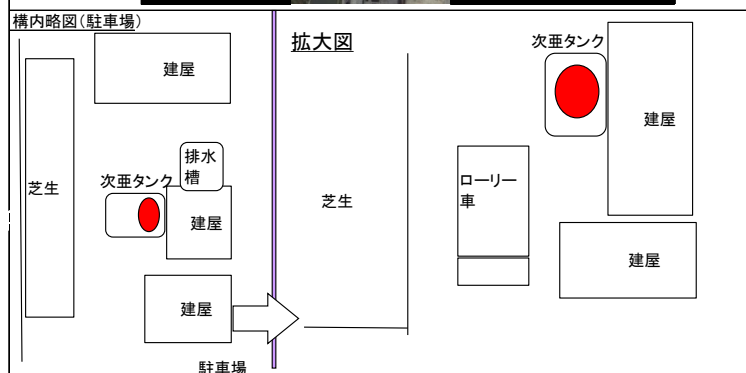 構内略図(駐車場)
建屋
排水
槽
芝生
次亜タンク
建屋
建屋
駐車場
拡大図
次亜タンク
建屋
ローリー
車
芝生
建屋